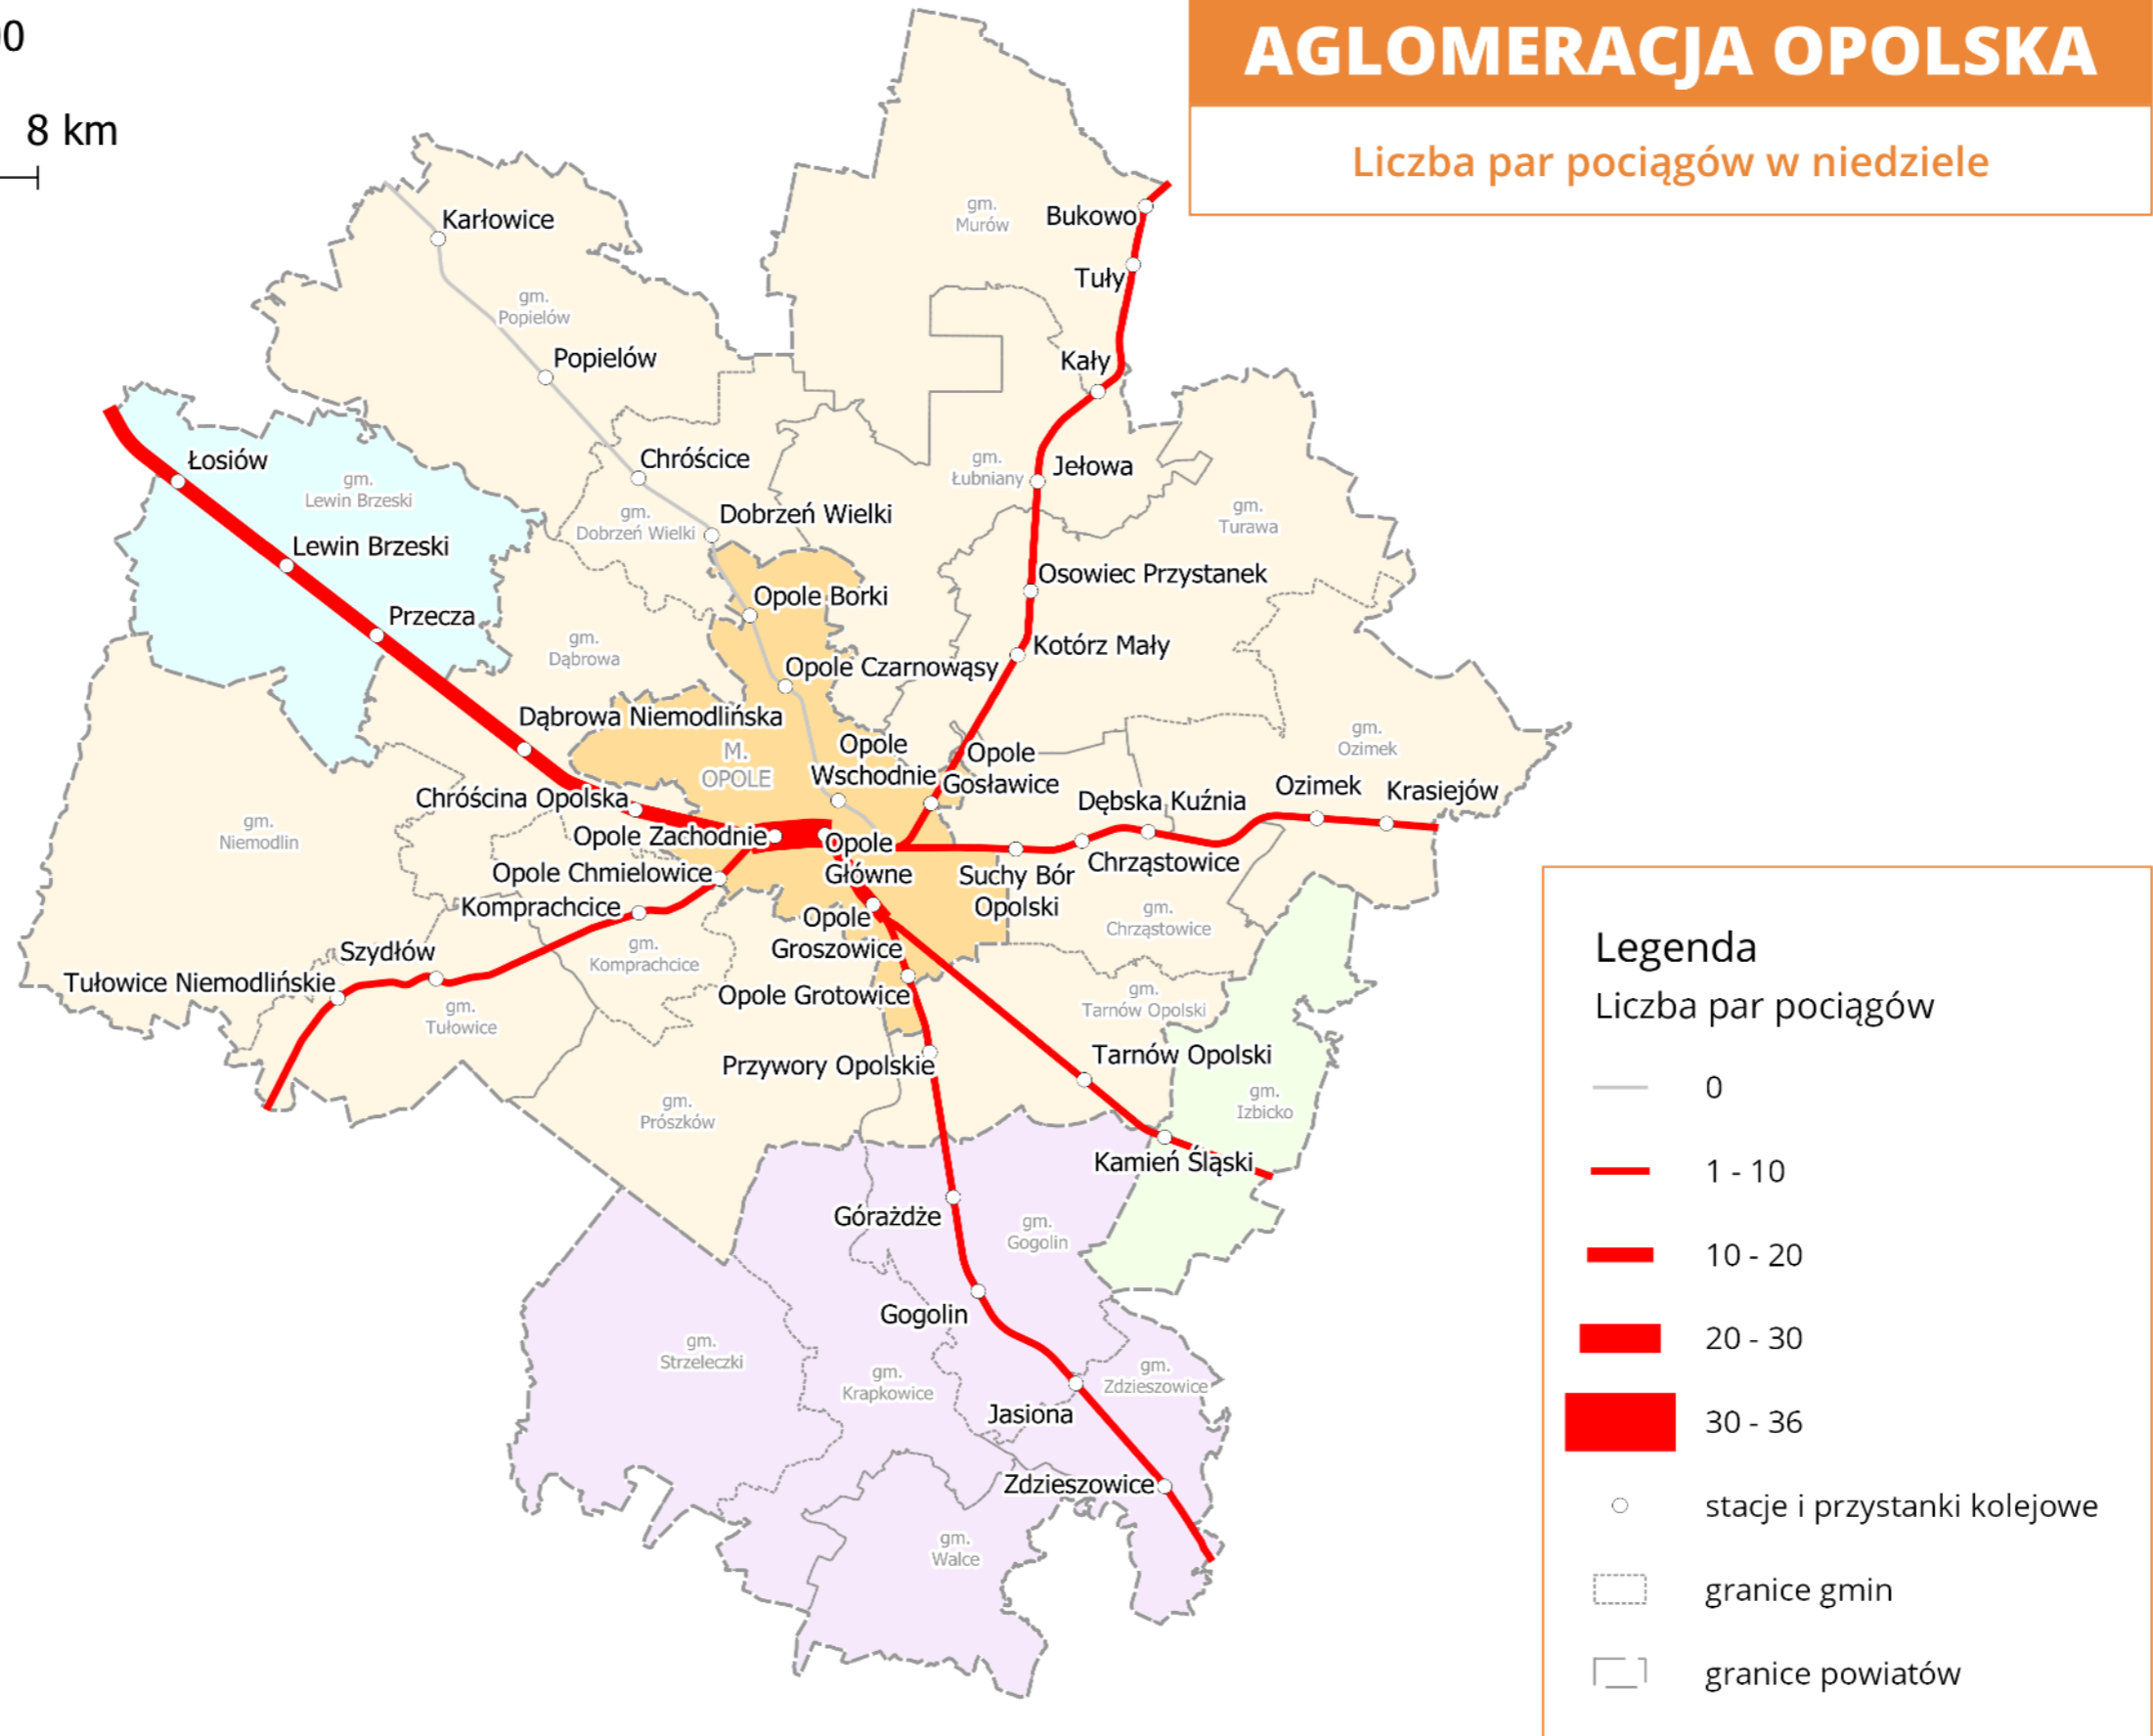 00
8 km
AGLOMERACJA OPOLSKA
Liczba par pociągów w niedziele
Karłowice
gm.
Murów
Bukowo
Tuły
gm.
Popielów
Popielów
Kały
Łosiów
gm.
Lewin Brzeski
Chróścice
gm.
Łubniany
Jełowa
gm.
Dobrzeń Wielki
Dobrzeń Wielki
gm.
Turawa
Lewin Brzeski
Przecza
Opole Borki
Osowiec Przystanek
gm.
Dąbrowa
Kotórz Mały
Opole Czarnowąsy
Dąbrowa Niemodlińska
M.
OPOLE
Opole
Wschodnie
Opole
Gosławice
gm.
Ozimek
Chróścina Opolska
Dębska Kuźnia
Ozimek
Krasiejów
gm.
Niemodlin
Opole Zachodnie
Opole
Główne
Chrząstowice
Opole Chmielowice
Suchy Bór
Opolski
Komprachcice
gm.
Chrząstowice
Opole
Groszowice
gm.
Komprachcice
Szydłów
Tułowice Niemodlińskie
Opole Grotowice
gm.
Tarnów Opolski
gm.
Tułowice
Przywory Opolskie
Tarnów Opolski
gm.
Prószków
gm.
Izbicko
Kamień Śląski
Górażdże
gm.
Gogolin
Gogolin
gm.
Strzeleczki
gm.
Krapkowice
gm.
Zdzieszowice
Jasiona
Zdzieszowice
gm.
Walce
Legenda
Liczba par pociągów
0
1 - 10
10 - 20
20 - 30
30 - 36
stacje i przystanki kolejowe
granice gmin
granice powiatów